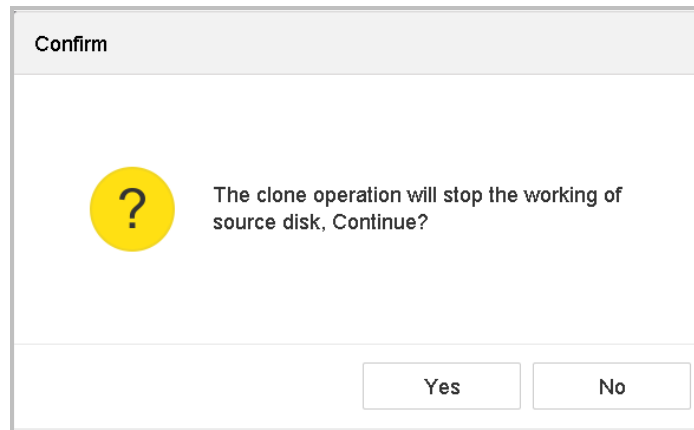 Confirm
?
The clone operation will stop the working of
source disk, Continue?
Yes
No